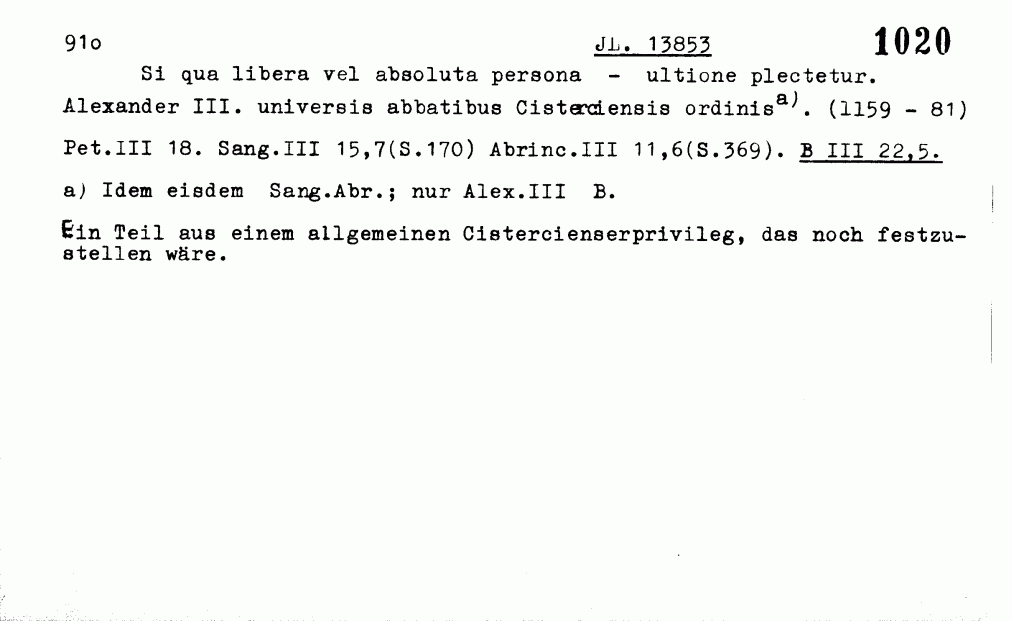 91o JL. 13853 1020
Si qua libera vel absoluta persona - ultione plectetur.
Alexander III. universis abbatibus Cisterciensis ordinis a). (1159 - 81)
Pet.III 18. Sang.III 15,7(S.170) Abrinc.III 11,6(S.369). B III 22,5.
a) Idem eisdem Sang.Abr.; nur Alex.III B.
Ein Teil aus einem allgemeinen Cistercienserprivileg, das noch festzu-
stellen wäre.